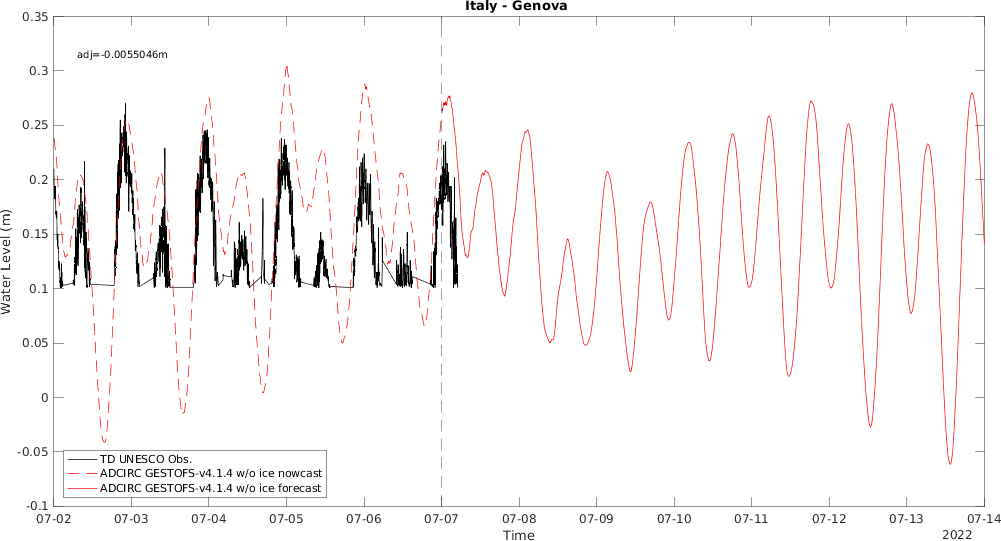 Italy - Genova
adj=-0.0055046m
0.35
0.3
0.25
0.2
0.15
0.1
0.05
0
-0.05
-0.1
Water Level (m)
TD UNESCO Obs.
ADCIRC GESTOFS-v4.1.4 w/o ice nowcast
ADCIRC GESTOFS-v4.1.4 w/o ice forecast
07-02 07-03 07-04 07-05 07-06 07-07 07-08 07-09 07-10 07-11 07-12 07-13 07-14
Time
2022